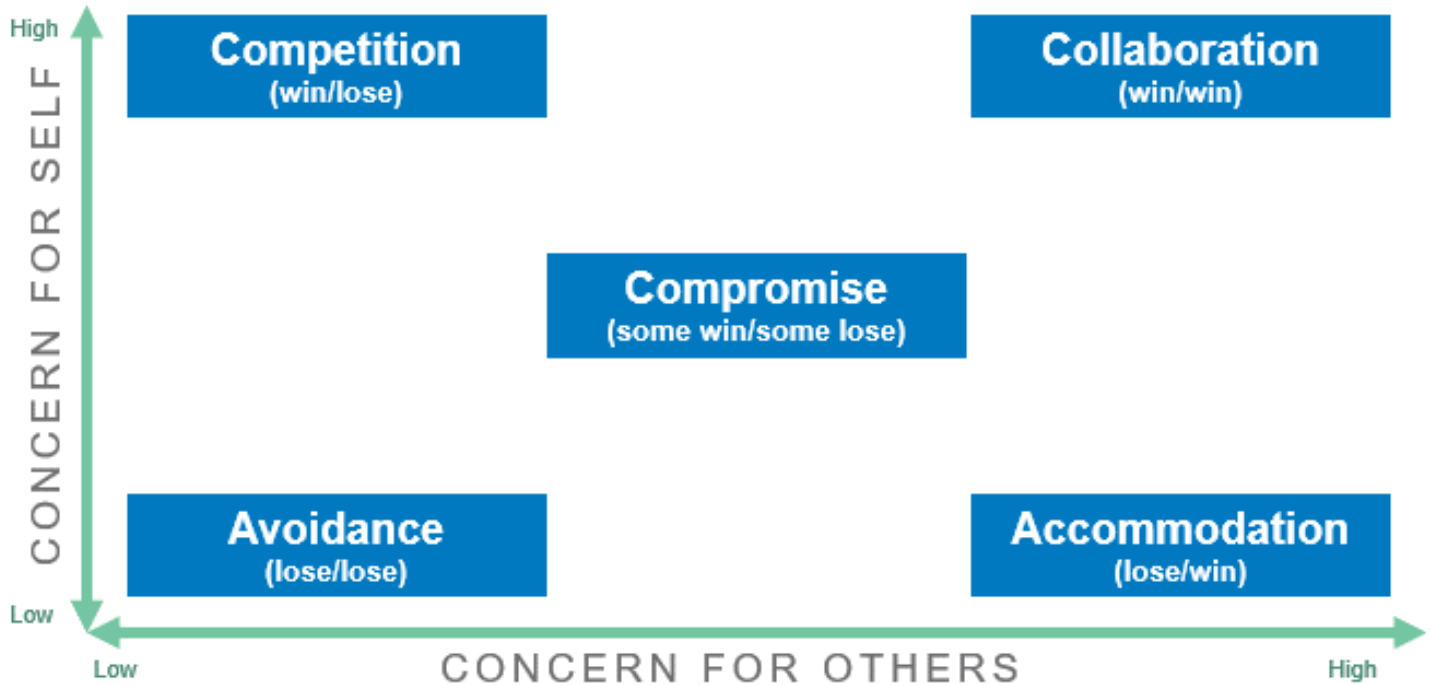 High
Competition
(win/lose)
Collaboration
(win/win)
CONCERN FOR SELF
Compromise
(some win/some lose)
Avoidance
(lose/lose)
Accommodation
(lose/win)
Low
Low
CONCERN FOR OTHERS
High